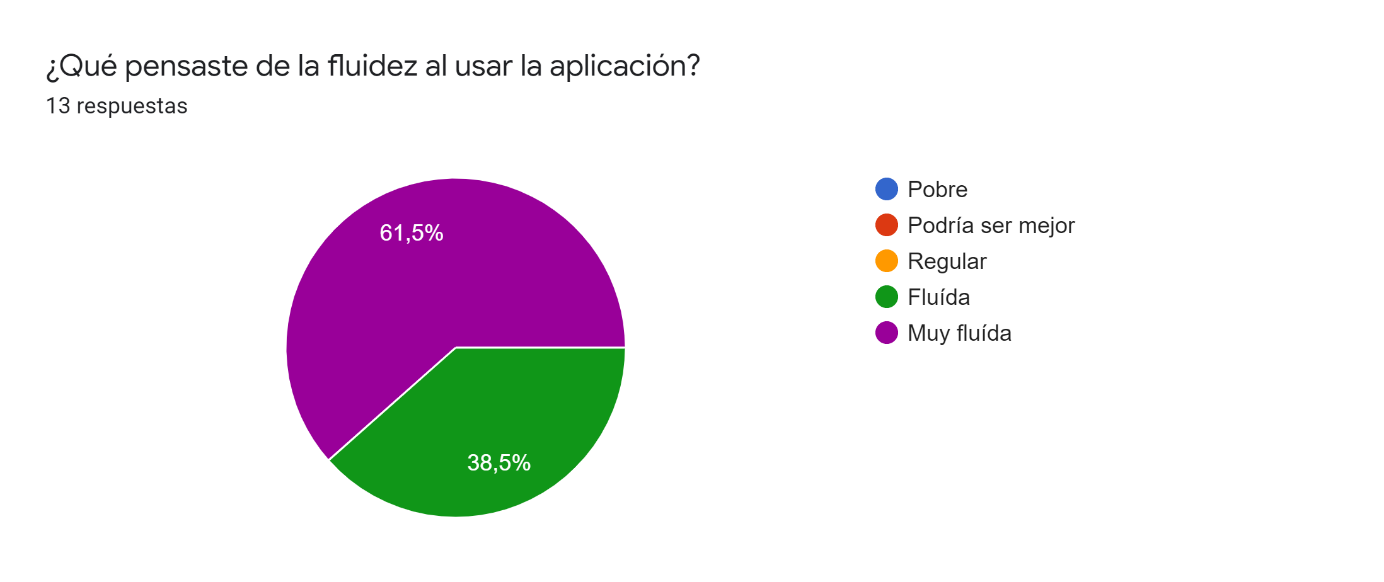 ¿Qué pensaste de la fluidez al usar la aplicación?
13 respuestas
61,5%
38,5%
Pobre
Podría ser mejor
Regular
Fluída
Muy fluída